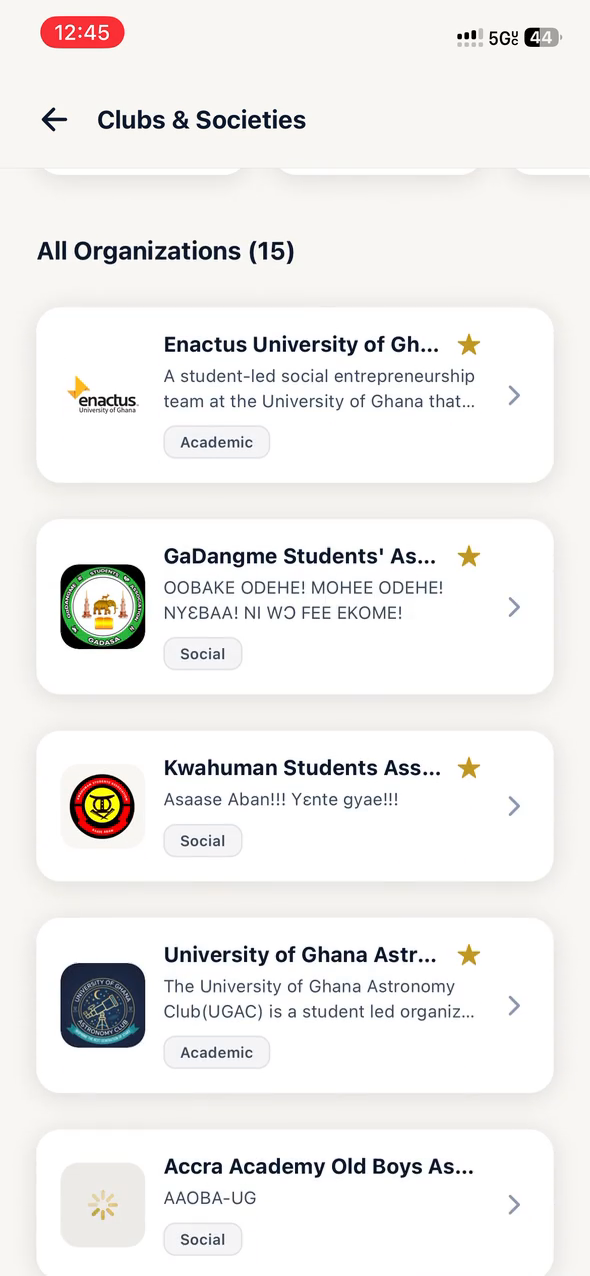 12:45
44
Clubs & Societies
All Organizations (15)
Enactus University of Gh...
A student-led social entrepreneurship
team at the University of Ghana that...
Academic
enactus
University of Ghana
GaDangme Students' As...
OOBAKE ODEHE! MOHEE ODEHE!
NYƐBAA! NI WƆ FEE EKOME!
Social
GADASA
Kwahuman Students Ass...
Asaase Aban!!! Yɛnte gyae!!!
Social
University of Ghana Astr...
The University of Ghana Astronomy
Club(UGAC) is a student led organiz...
Academic
UNIVERSITY OF GHANA
ASTRONOMY CLUB
Accra Academy Old Boys As...
AAOBA-UG
Social